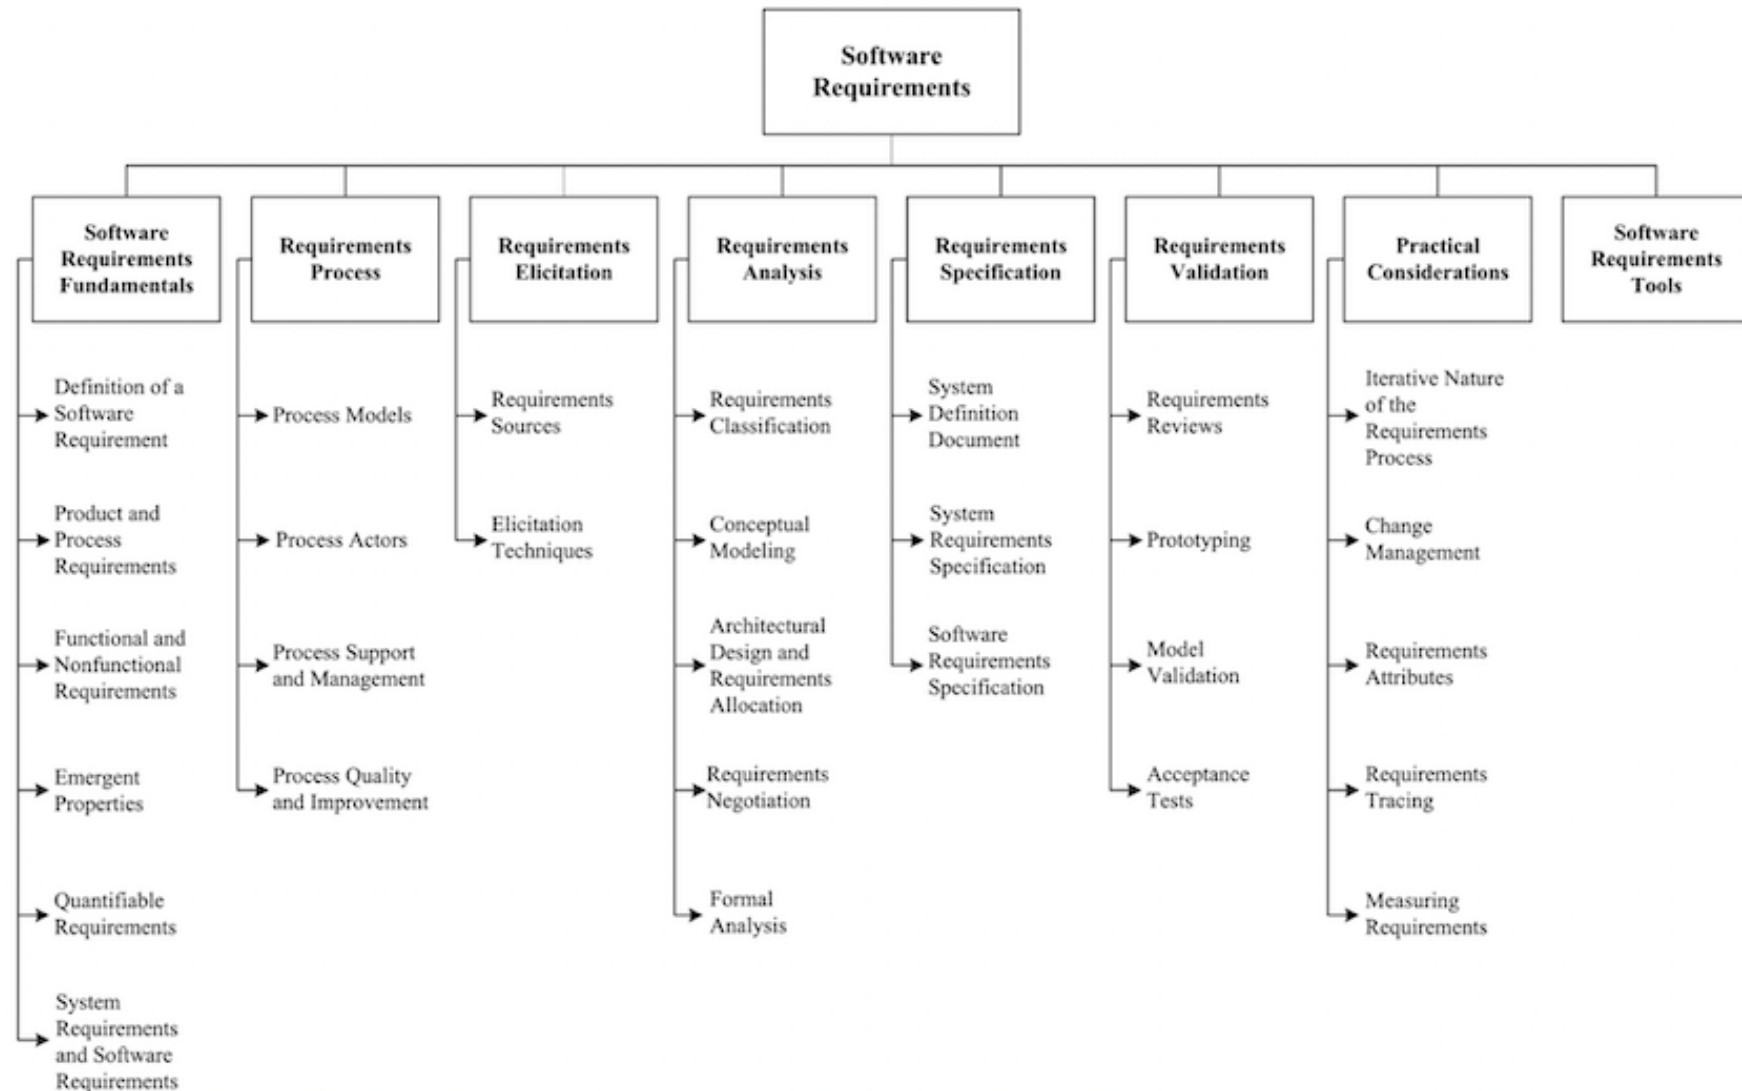 Software
Requirements
Software
Requirements
Fundamentals
Requirements
Process
Requirements
Elicitation
Requirements
Analysis
Requirements
Specification
Requirements
Validation
Practical
Considerations
Software
Requirements
Tools
Definition of a
Software
Requirement
Product and
Process
Requirements
Functional and
Nonfunctional
Requirements
Emergent
Properties
Quantifiable
Requirements
System
Requirements
and Software
Requirements
Process Models
Process Actors
Process Support
and Management
Process Quality
and Improvement
Requirements
Sources
Elicitation
Techniques
Requirements
Classification
Conceptual
Modeling
Architectural
Design and
Requirements
Allocation
Requirements
Negotiation
Formal
Analysis
System
Definition
Document
System
Requirements
Specification
Software
Requirements
Specification
Requirements
Reviews
Prototyping
Model
Validation
Acceptance
Tests
Iterative Nature
of the
Requirements
Process
Change
Management
Requirements
Attributes
Requirements
Tracing
Measuring
Requirements